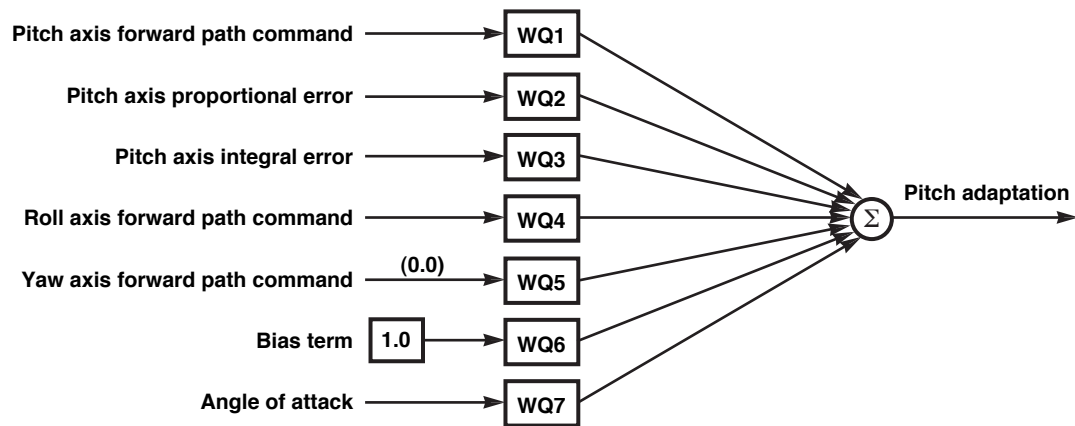 Pitch axis forward path command WQ1
Pitch axis proportional error WQ2
Pitch axis integral error WQ3
Roll axis forward path command WQ4
Yaw axis forward path command (0.0) WQ5
Bias term 1.0 WQ6
Angle of attack WQ7
Σ
Pitch adaptation